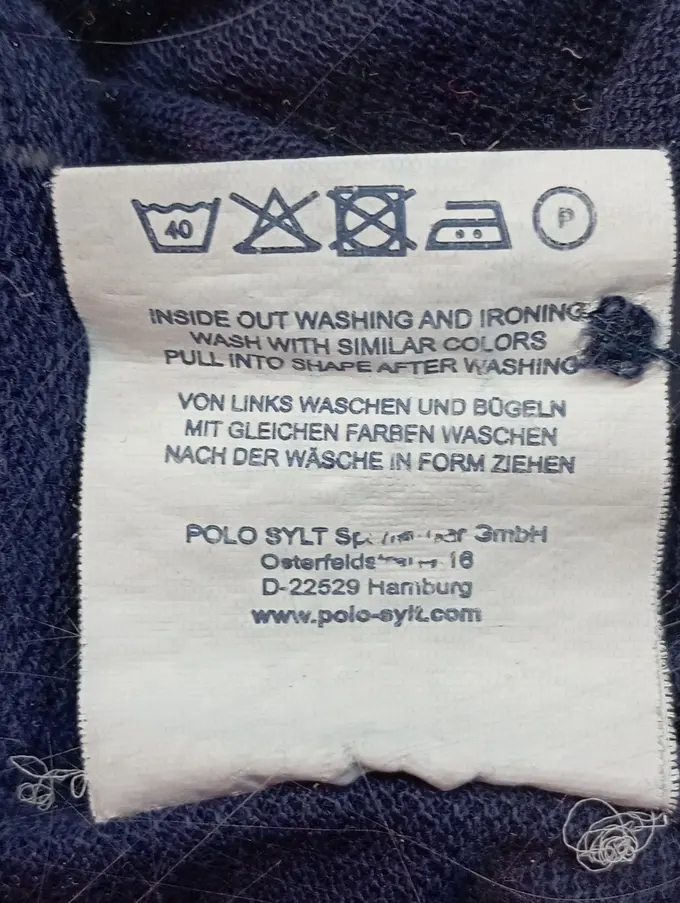 40
P
INSIDE OUT WASHING AND IRONING
WASH WITH SIMILAR COLORS
PULL INTO SHAPE AFTER WASHING
VON LINKS WASCHEN UND BÜGELN
MIT GLEICHEN FARBEN WASCHEN
NACH DER WÄSCHE IN FORM ZIEHEN
POLO SYLT GmbH
16
D-22529 Hamburg
www.polo-sylt.com